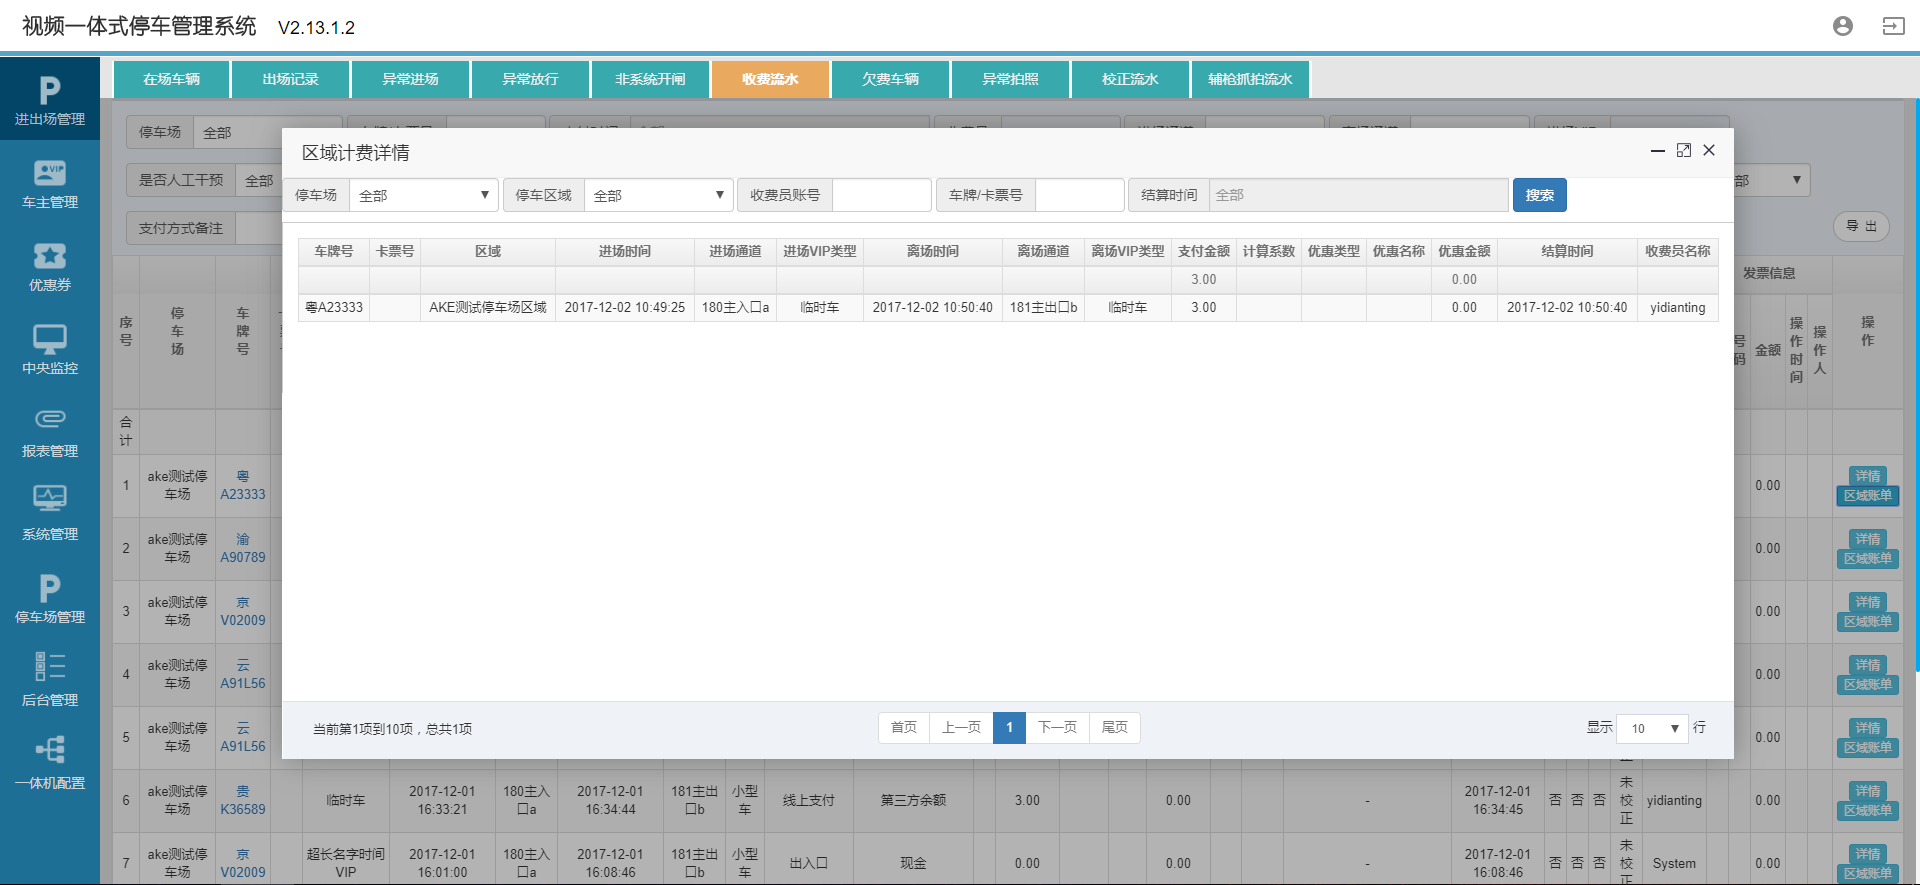 视频一体式停车管理系统 V2.13.1.2
在场车辆 出场记录 异常进场 异常放行 非系统开闸 收费流水 欠费车辆 异常拍照 校正流水 辅枪抓拍流水
进出场管理
车主管理
优惠券
中央监控
报表管理
系统管理
停车场管理
后台管理
一体机配置
停车场 全部
是否人工干预 全部
支付方式备注
导 出
区域计费详情
停车场 全部 停车区域 全部 收费员账号 车牌/卡票号 结算时间 全部 搜索
车牌号 卡票号 区域 进场时间 进场通道 进场VIP类型 离场时间 离场通道 离场VIP类型 支付金额 计算系数 优惠类型 优惠名称 优惠金额 结算时间 收费员名称
3.00 0.00
粤A23333 AKE测试停车场区域 2017-12-02 10:49:25 180主入口a 临时车 2017-12-02 10:50:40 181主出口b 临时车 3.00 0.00 2017-12-02 10:50:40 yidianting
当前第1项到10项，总共1项 首页 上一页 1 下一页 尾页 显示 10 行
发票信息
序号 停车场 车牌号 号码 金额 操作时间 操作人 操作
合计
1 ake测试停车场 粤A23333 0.00 详情 区域账单
2 ake测试停车场 渝A90789 0.00 详情 区域账单
3 ake测试停车场 京V02009 0.00 详情 区域账单
4 ake测试停车场 云A91L56 0.00 详情 区域账单
5 ake测试停车场 云A91L56 0.00 详情 区域账单
6 ake测试停车场 贵K36589 临时车 2017-12-01 16:33:21 180主入口a 2017-12-01 16:34:44 181主出口b 小型车 线上支付 第三方余额 3.00 0.00 - 2017-12-01 16:34:45 否 否 否 未校正 yidianting 0.00 详情 区域账单
7 ake测试停车场 京V02009 超长名字时间VIP 2017-12-01 16:01:00 180主入口a 2017-12-01 16:08:46 181主出口b 小型车 出入口 现金 0.00 0.00 - 2017-12-01 16:08:46 否 否 否 未校正 System 0.00 详情 区域账单